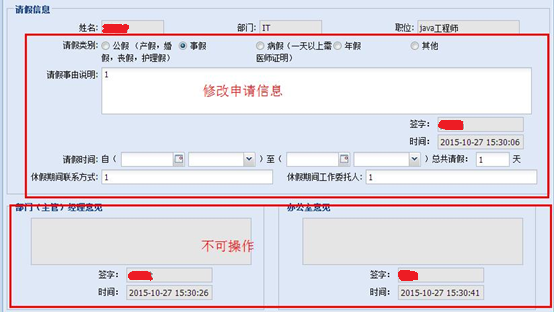 请假信息
姓名: 部门: IT 职位: java工程师
请假类别: 公假（产假，婚假，丧假，护理假） 事假 病假（一天以上需医师证明） 年假 其他
请假事由说明: 1
修改申请信息
签字:
时间: 2015-10-27 15:30:06
请假时间: 自（ ）至（ ）总共请假: 1 天
休假期间联系方式: 1 休假期间工作委托人: 1
部门（主管）经理意见 办公室意见
不可操作
签字: 签字:
时间: 2015-10-27 15:30:26 时间: 2015-10-27 15:30:41